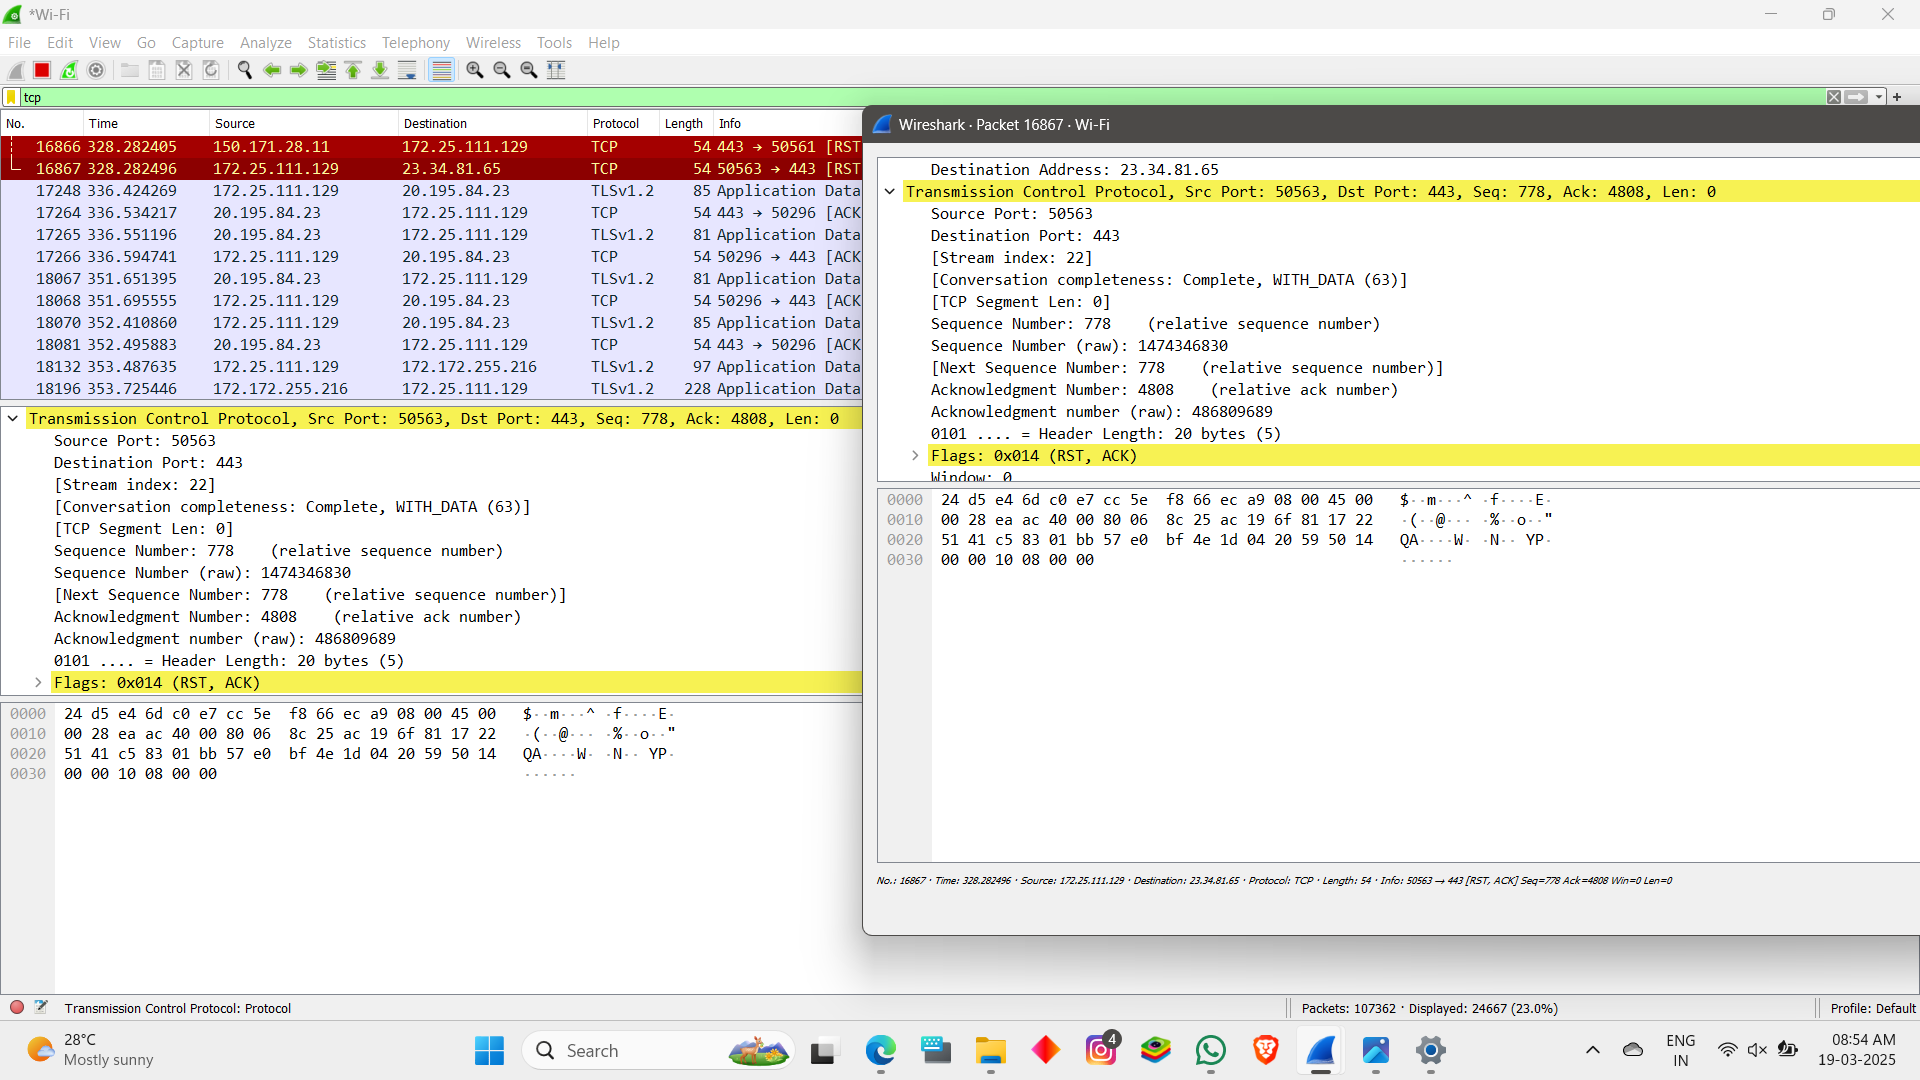 *Wi-Fi
File Edit View Go Capture Analyze Statistics Telephony Wireless Tools Help
tcp
No. Time Source Destination Protocol Length Info
16866 328.282405 150.171.28.11 172.25.111.129 TCP 54 443 → 50561 [RST
16867 328.282496 172.25.111.129 23.34.81.65 TCP 54 50563 → 443 [RST
17248 336.424269 172.25.111.129 20.195.84.23 TLSv1.2 85 Application Data
17264 336.534217 20.195.84.23 172.25.111.129 TCP 54 443 → 50296 [ACK
17265 336.551196 20.195.84.23 172.25.111.129 TLSv1.2 81 Application Data
17266 336.594741 172.25.111.129 20.195.84.23 TCP 54 50296 → 443 [ACK
18067 351.651395 20.195.84.23 172.25.111.129 TLSv1.2 81 Application Data
18068 351.695555 172.25.111.129 20.195.84.23 TCP 54 50296 → 443 [ACK
18070 352.410860 172.25.111.129 20.195.84.23 TLSv1.2 85 Application Data
18081 352.495883 20.195.84.23 172.25.111.129 TCP 54 443 → 50296 [ACK
18132 353.487635 172.25.111.129 172.172.255.216 TLSv1.2 97 Application Data
18196 353.725446 172.172.255.216 172.25.111.129 TLSv1.2 228 Application Data
Transmission Control Protocol, Src Port: 50563, Dst Port: 443, Seq: 778, Ack: 4808, Len: 0
Source Port: 50563
Destination Port: 443
[Stream index: 22]
[Conversation completeness: Complete, WITH_DATA (63)]
[TCP Segment Len: 0]
Sequence Number: 778 (relative sequence number)
Sequence Number (raw): 1474346830
[Next Sequence Number: 778 (relative sequence number)]
Acknowledgment Number: 4808 (relative ack number)
Acknowledgment number (raw): 486809689
0101 .... = Header Length: 20 bytes (5)
Flags: 0x014 (RST, ACK)
0000 24 d5 e4 6d c0 e7 cc 5e f8 66 ec a9 08 00 45 00 $··m···^ ·f····E·
0010 00 28 ea ac 40 00 80 06 8c 25 ac 19 6f 81 17 22 ·(··@··· ·%··o··"
0020 51 41 c5 83 01 bb 57 e0 bf 4e 1d 04 20 59 50 14 QA····W· ·N·· YP·
0030 00 00 10 08 00 00 ······
Wireshark · Packet 16867 · Wi-Fi
Destination Address: 23.34.81.65
Transmission Control Protocol, Src Port: 50563, Dst Port: 443, Seq: 778, Ack: 4808, Len: 0
Source Port: 50563
Destination Port: 443
[Stream index: 22]
[Conversation completeness: Complete, WITH_DATA (63)]
[TCP Segment Len: 0]
Sequence Number: 778 (relative sequence number)
Sequence Number (raw): 1474346830
[Next Sequence Number: 778 (relative sequence number)]
Acknowledgment Number: 4808 (relative ack number)
Acknowledgment number (raw): 486809689
0101 .... = Header Length: 20 bytes (5)
Flags: 0x014 (RST, ACK)
Window: 0
0000 24 d5 e4 6d c0 e7 cc 5e f8 66 ec a9 08 00 45 00 $··m···^ ·f····E·
0010 00 28 ea ac 40 00 80 06 8c 25 ac 19 6f 81 17 22 ·(··@··· ·%··o··"
0020 51 41 c5 83 01 bb 57 e0 bf 4e 1d 04 20 59 50 14 QA····W· ·N·· YP·
0030 00 00 10 08 00 00 ······
No.: 16867 · Time: 328.282496 · Source: 172.25.111.129 · Destination: 23.34.81.65 · Protocol: TCP · Length: 54 · Info: 50563 → 443 [RST, ACK] Seq=778 Ack=4808 Win=0 Len=0
Transmission Control Protocol: Protocol
Packets: 107362 · Displayed: 24667 (23.0%)
Profile: Default
28°C
Mostly sunny
Search
4
ENG
IN
08:54 AM
19-03-2025